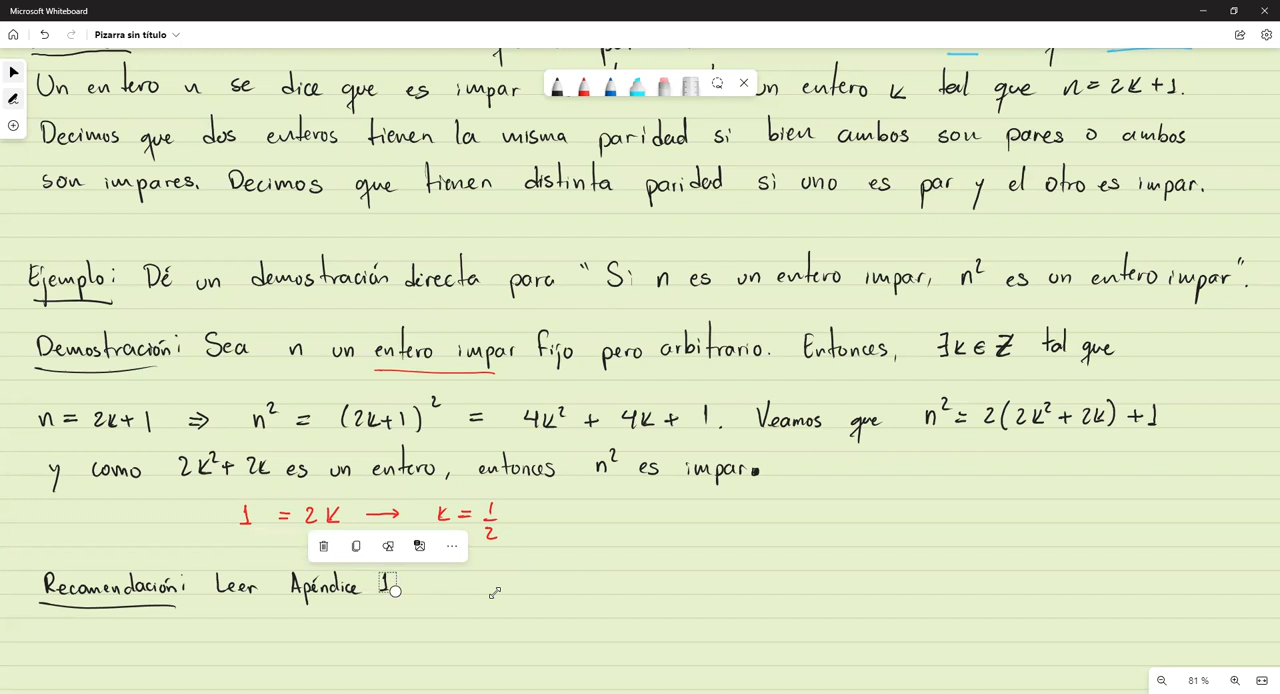 Microsoft Whiteboard
Pizarra sin título
Un entero n se dice que es impar un entero k tal que n = 2k+1.
Decimos que dos enteros tienen la misma paridad si bien ambos son pares o ambos
son impares. Decimos que tienen distinta paridad si uno es par y el otro es impar.
Ejemplo: Dé un demostración directa para "Si n es un entero impar, n² es un entero impar".
Demostración: Sea n un entero impar fijo pero arbitrario. Entonces, ∃k∈Z tal que
n = 2k+1 ⇒ n² = (2k+1)² = 4k² + 4k + 1. Veamos que n² = 2(2k² + 2k) + 1
y como 2k² + 2k es un entero, entonces n² es impar.
1 = 2k → k = 1/2
Recomendación: Leer Apéndice 1
81 %